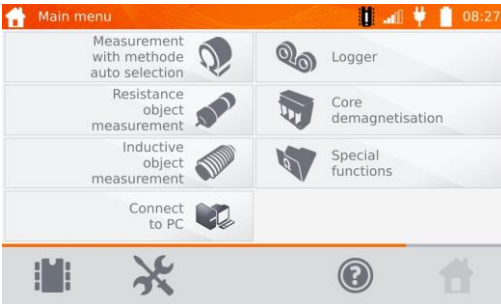 Main menu
08:27
Measurement
with methode
auto selection
Logger
Resistance
object
measurement
Core
demagnetisation
Inductive
object
measurement
Special
functions
Connect
to PC